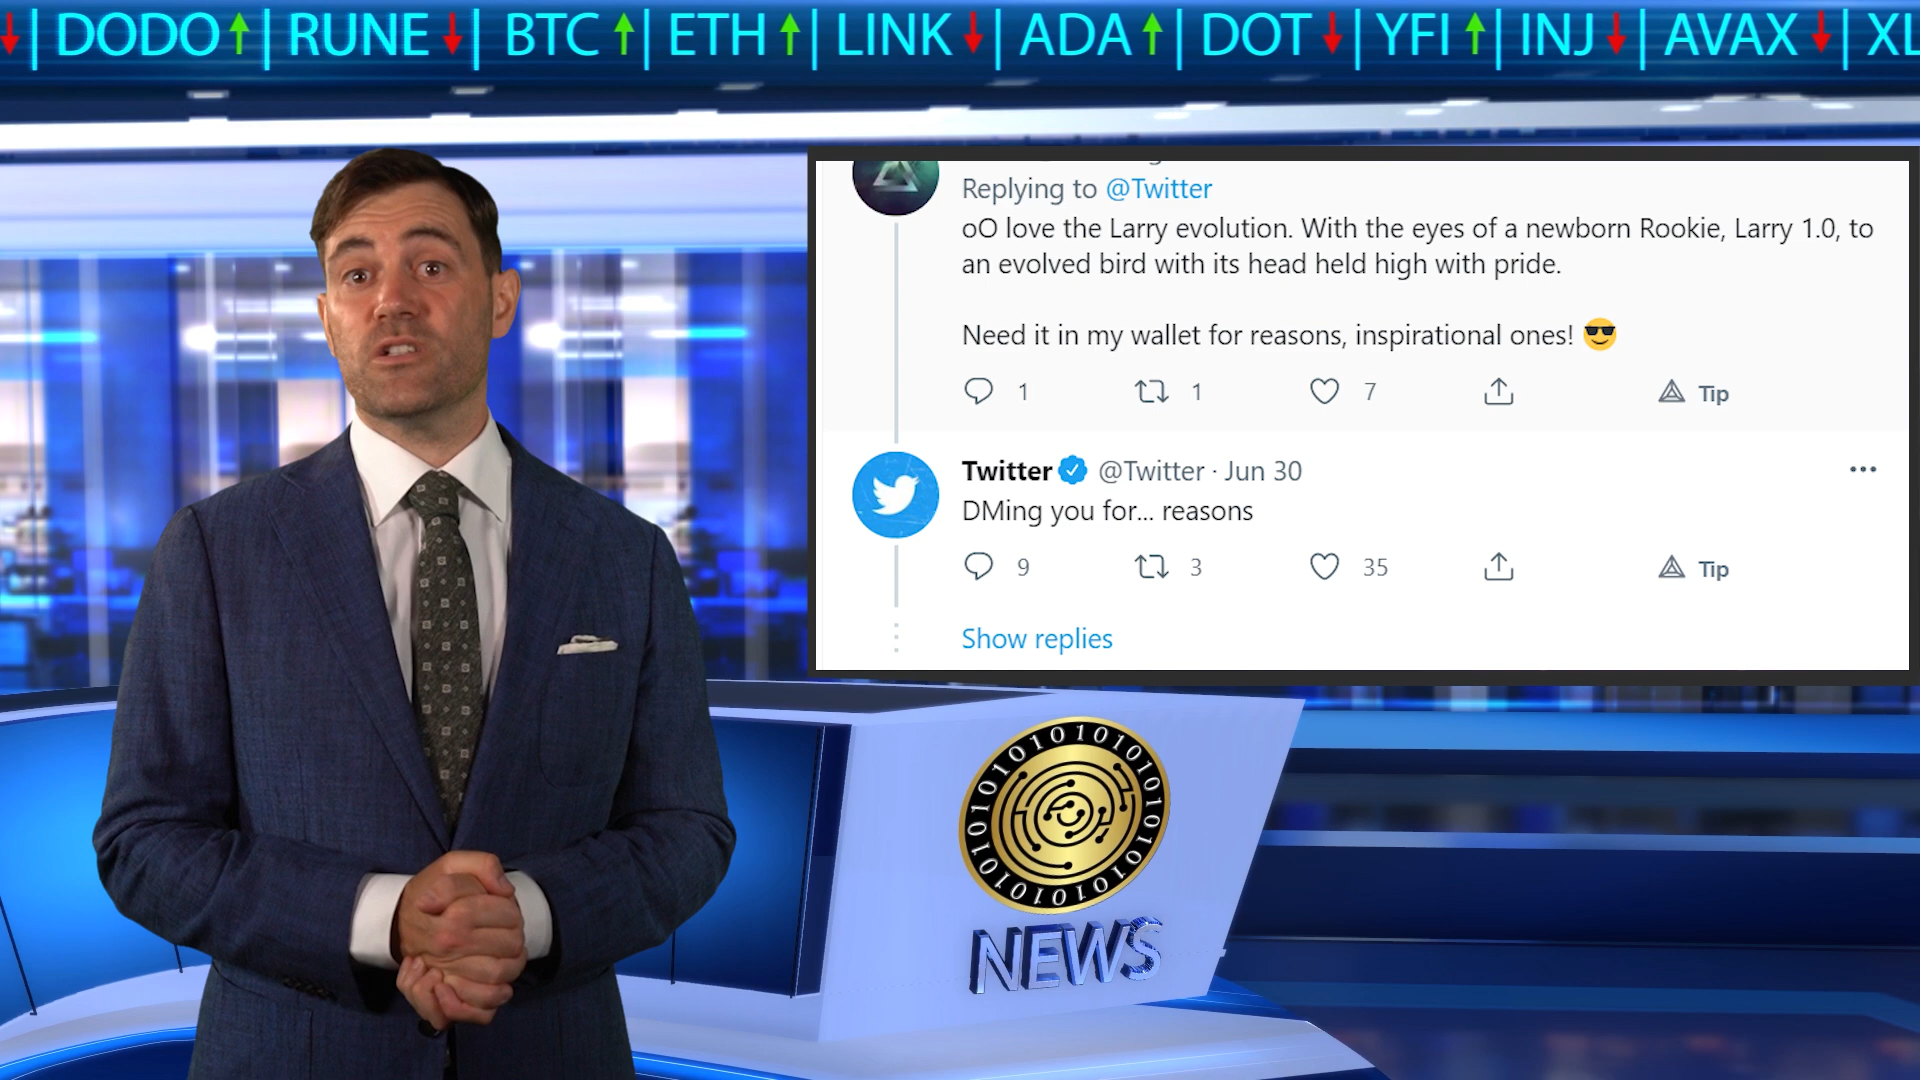 DODO | RUNE | BTC | ETH | LINK | ADA | DOT | YFI | INJ | AVAX | XL
Replying to @Twitter
oO love the Larry evolution. With the eyes of a newborn Rookie, Larry 1.0, to
an evolved bird with its head held high with pride.
Need it in my wallet for reasons, inspirational ones! 😎
1 1 7 Tip
Twitter @Twitter · Jun 30
DMing you for... reasons
9 3 35 Tip
Show replies
10101010101010101010101010101010
NEWS